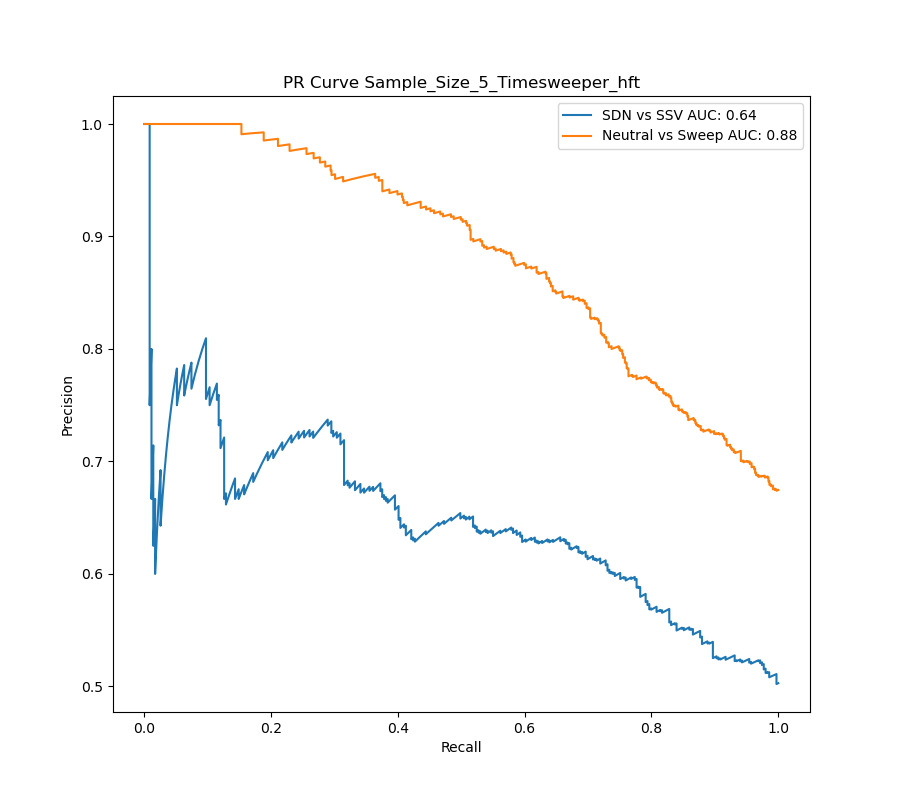 PR Curve Sample_Size_5_Timesweeper_hft
SDN vs SSV AUC: 0.64
Neutral vs Sweep AUC: 0.88
1.0
0.9
0.8
0.7
0.6
0.5
Precision
0.0 0.2 0.4 0.6 0.8 1.0
Recall